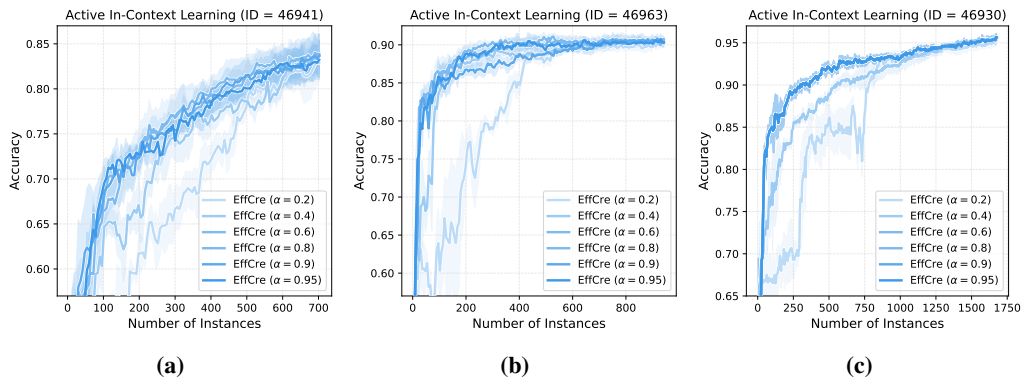 Active In-Context Learning (ID = 46941)
Accuracy
0.85
0.80
0.75
0.70
0.65
0.60
EffCre (α = 0.2)
EffCre (α = 0.4)
EffCre (α = 0.6)
EffCre (α = 0.8)
EffCre (α = 0.9)
EffCre (α = 0.95)
0 100 200 300 400 500 600 700
Number of Instances
(a)
Active In-Context Learning (ID = 46963)
Accuracy
0.90
0.85
0.80
0.75
0.70
0.65
0.60
EffCre (α = 0.2)
EffCre (α = 0.4)
EffCre (α = 0.6)
EffCre (α = 0.8)
EffCre (α = 0.9)
EffCre (α = 0.95)
0 200 400 600 800
Number of Instances
(b)
Active In-Context Learning (ID = 46930)
Accuracy
0.95
0.90
0.85
0.80
0.75
0.70
0.65
EffCre (α = 0.2)
EffCre (α = 0.4)
EffCre (α = 0.6)
EffCre (α = 0.8)
EffCre (α = 0.9)
EffCre (α = 0.95)
0 250 500 750 1000 1250 1500 1750
Number of Instances
(c)